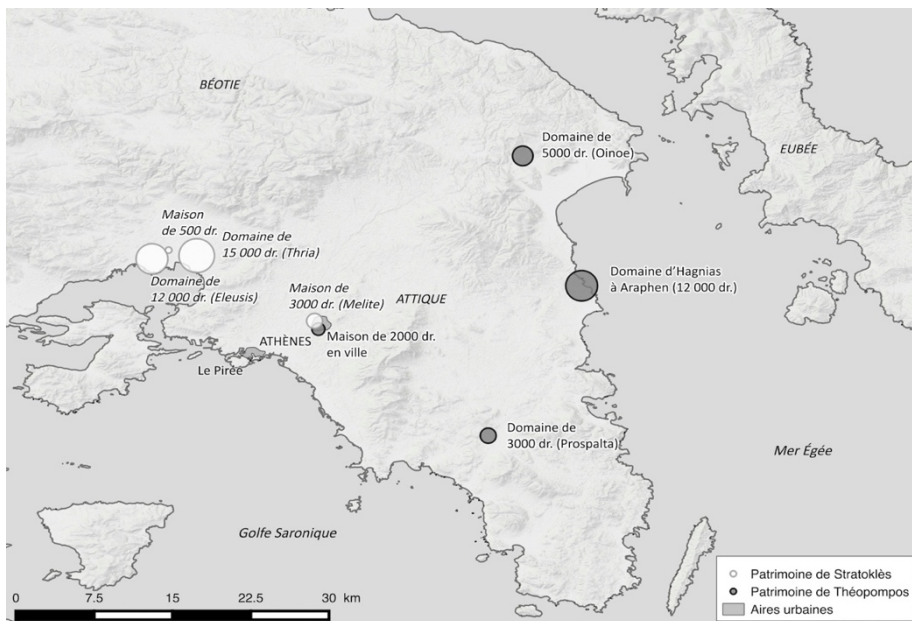 BÉOTIE
Domaine de
5000 dr. (Oinoe)
EUBÉE
Maison
de 500 dr.
Domaine de
15 000 dr. (Thria)
Domaine de
12 000 dr. (Eleusis)
Maison de
3000 dr. (Melite)
ATTIQUE
Domaine d'Hagnias
à Araphen (12 000 dr.)
ATHÈNES
Maison de 2000 dr.
en ville
Le Pirée
Domaine de
3000 dr. (Prospalta)
Mer Égée
Golfe Saronique
Patrimoine de Stratoklès
Patrimoine de Théopompos
Aires urbaines
0 7.5 15 22.5 30 km